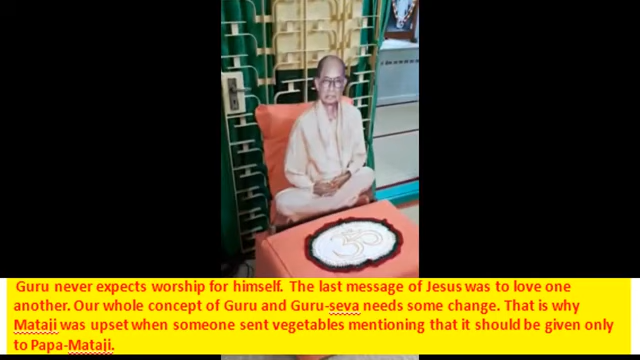 Guru never expects worship for himself. The last message of Jesus was to love one
another. Our whole concept of Guru and Guru-seva needs some change. That is why
Mataji was upset when someone sent vegetables mentioning that it should be given only
to Papa-Mataji.
ॐ